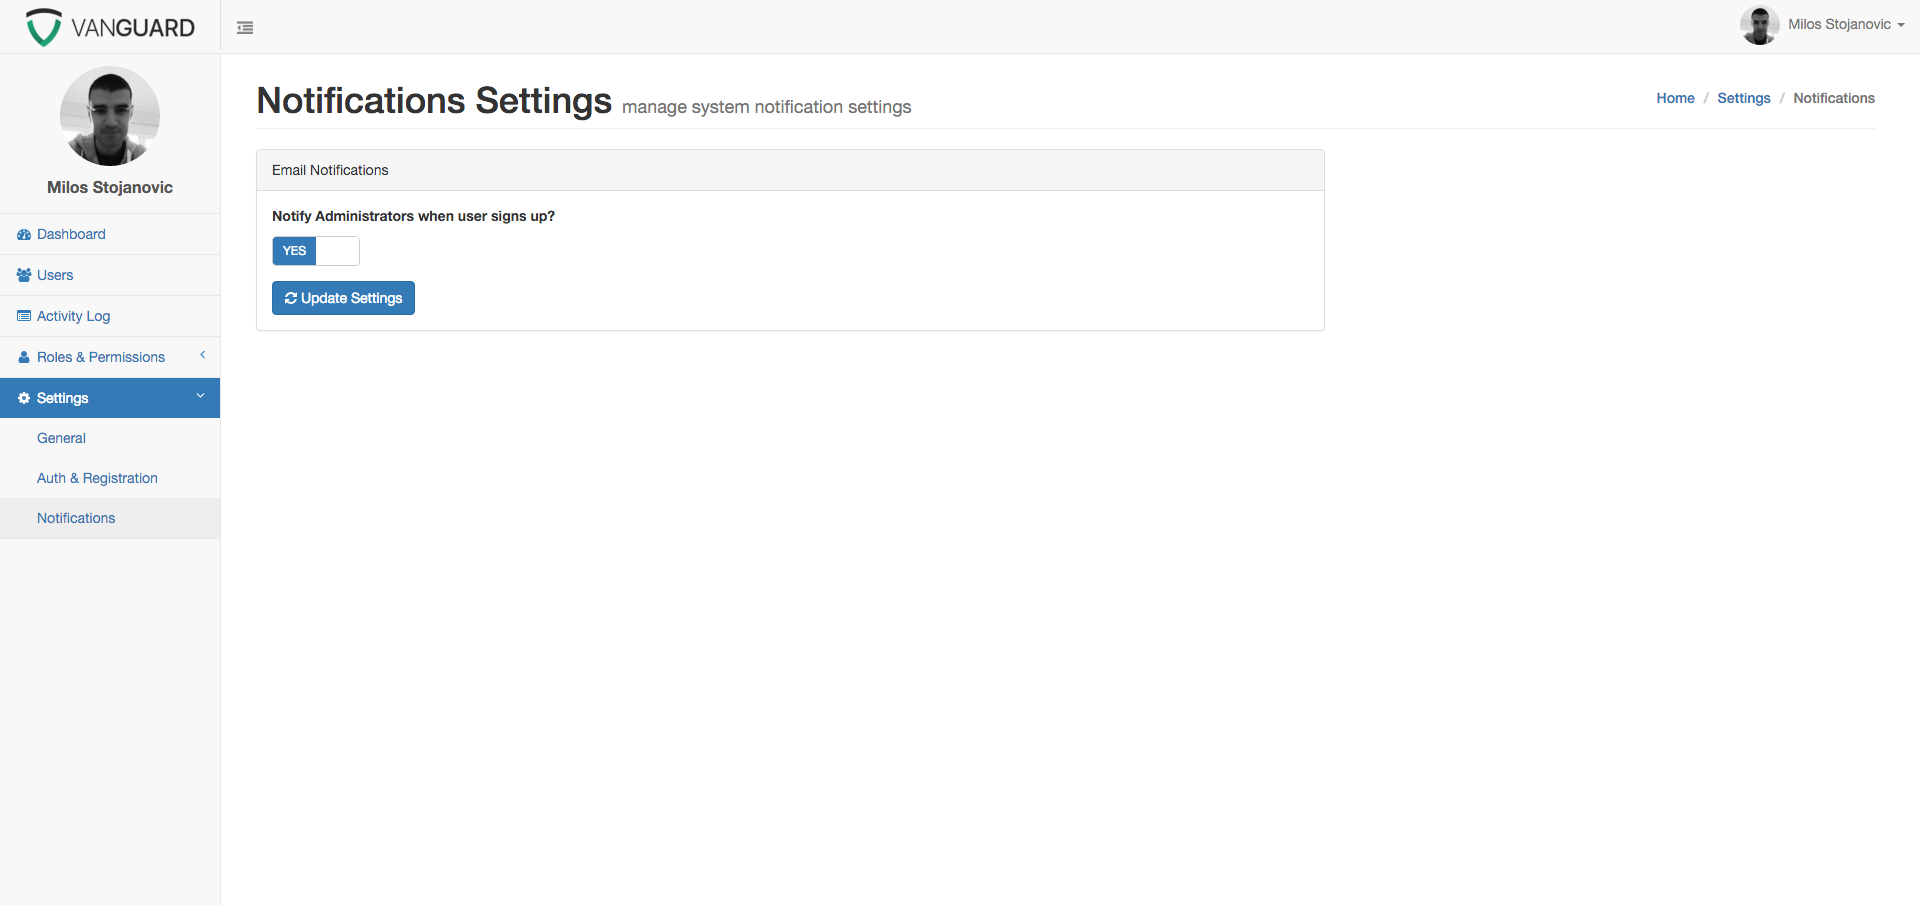 VANGUARD
Milos Stojanovic
Milos Stojanovic
Dashboard
Users
Activity Log
Roles & Permissions
Settings
General
Auth & Registration
Notifications
Notifications Settings manage system notification settings
Home / Settings / Notifications
Email Notifications
Notify Administrators when user signs up?
YES
Update Settings